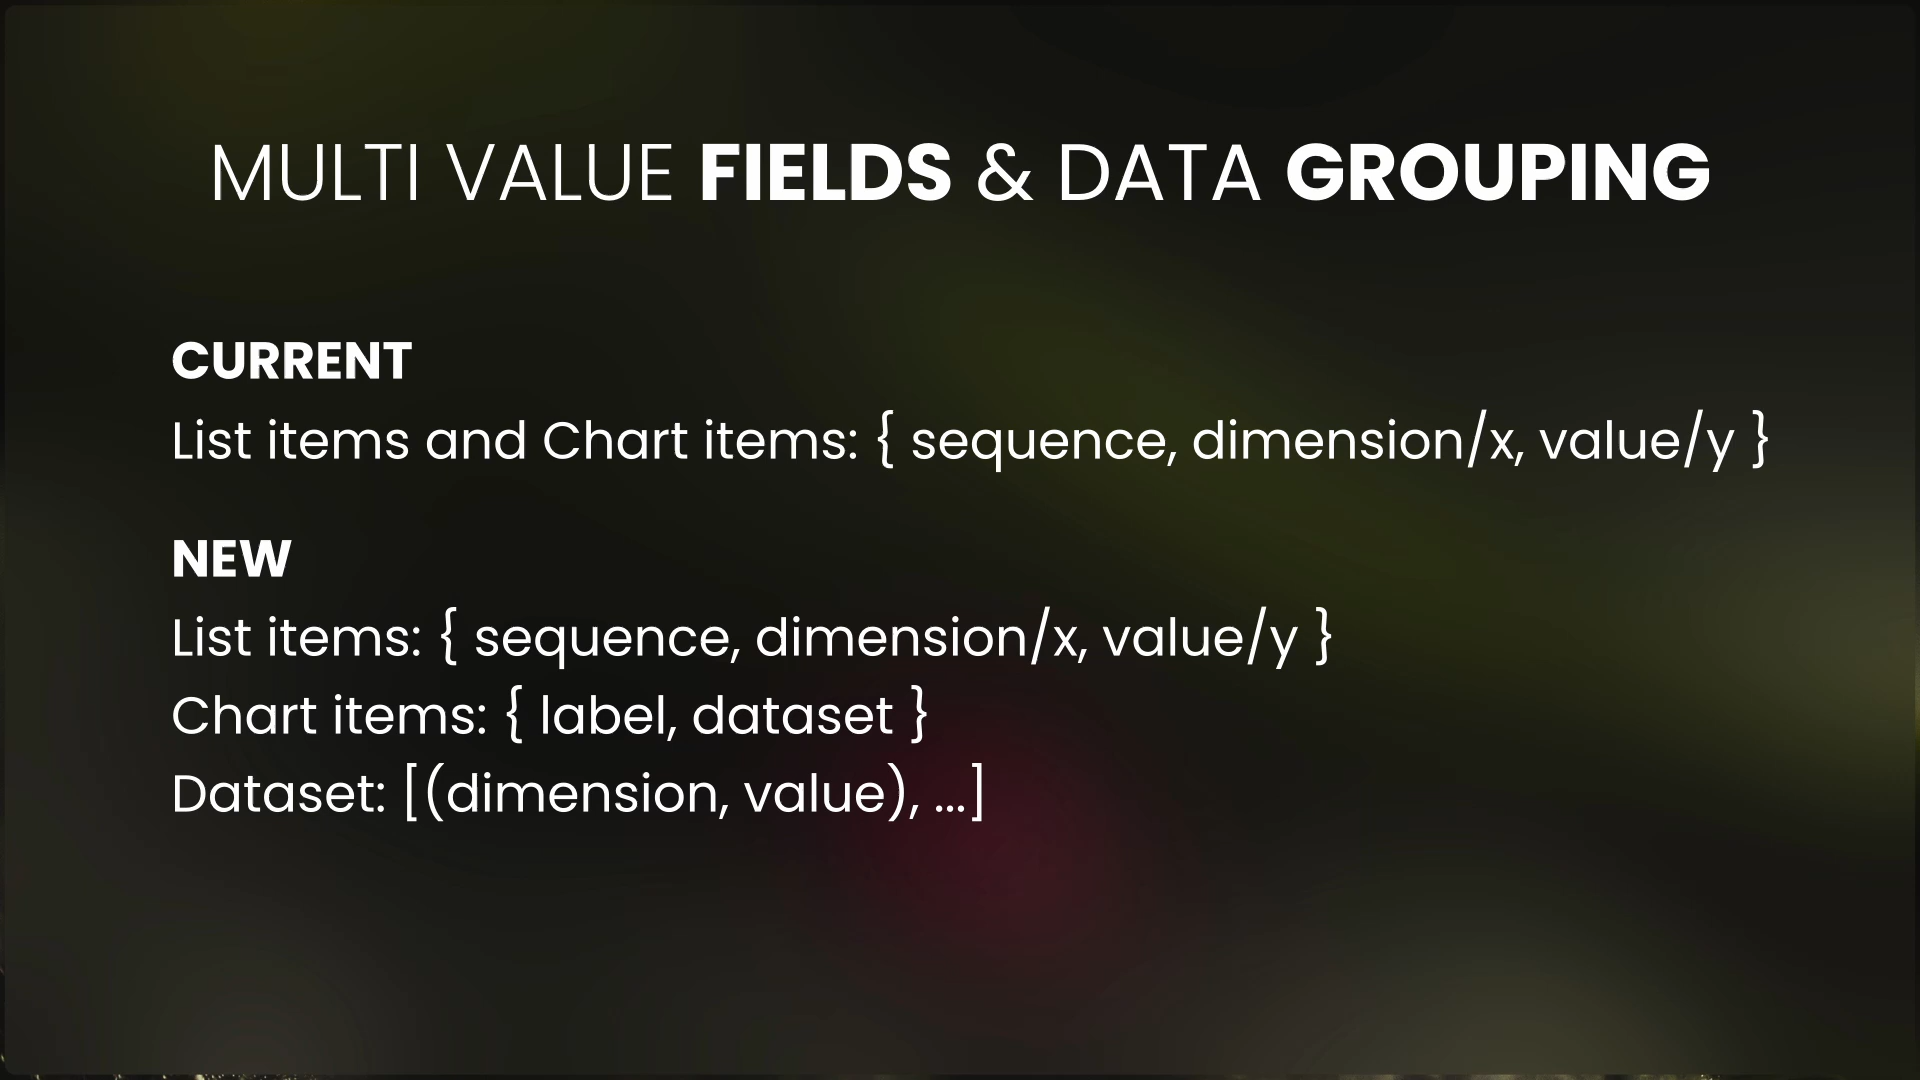 MULTI VALUE FIELDS & DATA GROUPING
CURRENT
List items and Chart items: { sequence, dimension/x, value/y }
NEW
List items: { sequence, dimension/x, value/y }
Chart items: { label, dataset }
Dataset: [(dimension, value), ...]